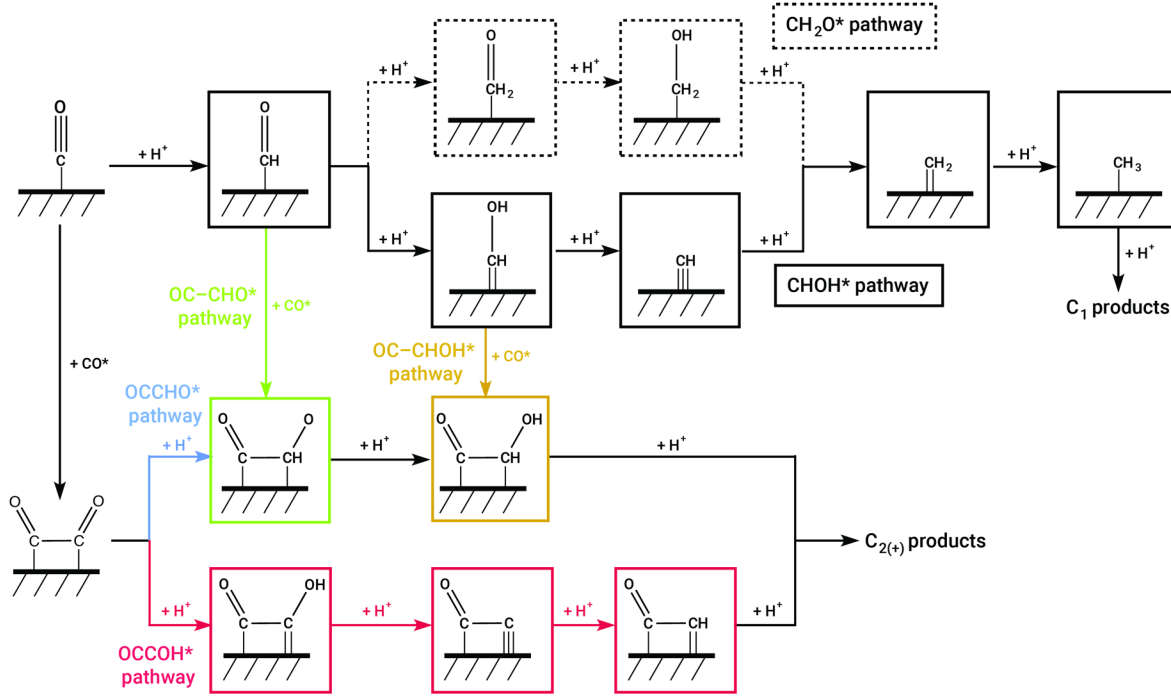 CH₂O* pathway
O
+ H⁺
CH₂
+ H⁺
OH
CH₂
+ H⁺
O
C
+ H⁺
O
CH
+ H⁺
OH
CH
+ H⁺
CH
+ H⁺
CH₂
+ H⁺
CH₃
+ H⁺
C₁ products
CHOH* pathway
OC–CHO*
pathway
+ CO*
OC–CHOH*
pathway
+ CO*
+ CO*
OCCHO*
pathway
+ H⁺
O
O
C
CH
+ H⁺
O
OH
C
CH
+ H⁺
O
O
C
C
C₂₍₊₎ products
+ H⁺
OCCOH*
pathway
O
OH
C
C
+ H⁺
O
C
C
+ H⁺
O
C
CH
+ H⁺